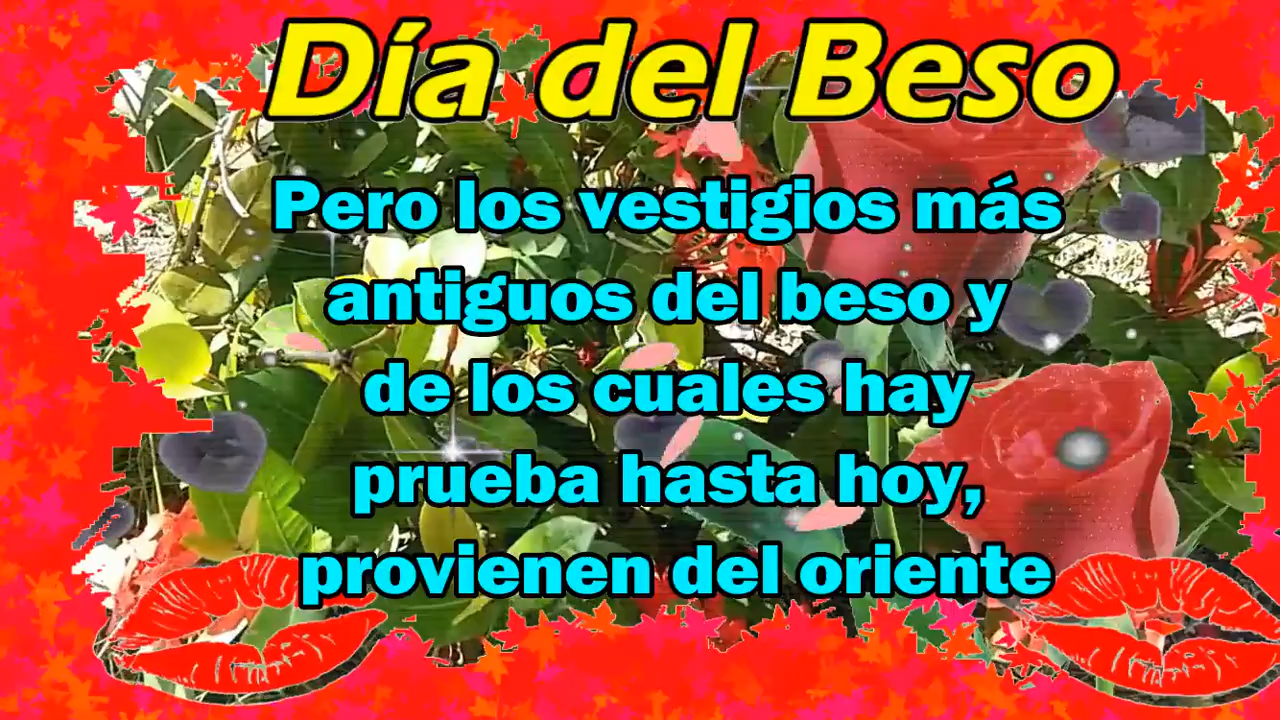 Día del Beso
Pero los vestigios más
antiguos del beso y
de los cuales hay
prueba hasta hoy,
provienen del oriente